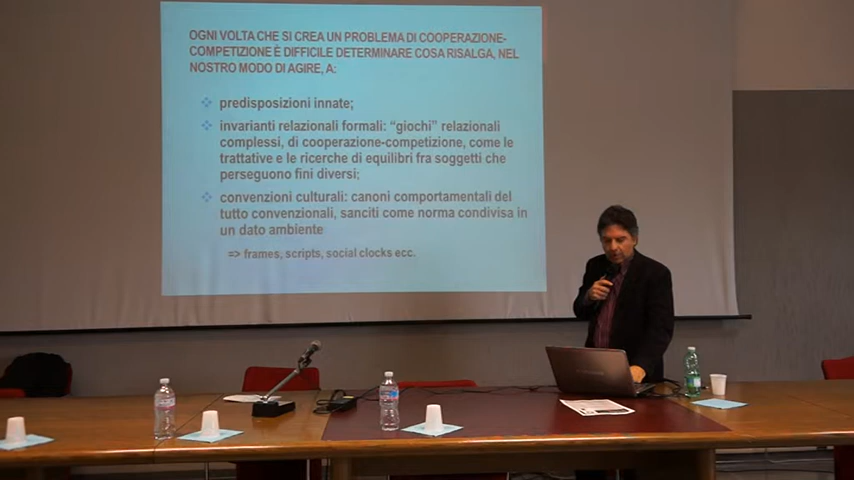 OGNI VOLTA CHE SI CREA UN PROBLEMA DI COOPERAZIONE-
COMPETIZIONE È DIFFICILE DETERMINARE COSA RISALGA, NEL
NOSTRO MODO DI AGIRE, A:
predisposizioni innate;
invarianti relazionali formali: “giochi” relazionali
complessi, di cooperazione-competizione, come le
trattative e le ricerche di equilibri fra soggetti ch
perseguono fini diversi;
convenzioni culturali: canoni comportamentali del
tutto convenzionali, sanciti come norma condivisa in
un dato ambiente
=> frames, scripts, social clocks ecc.